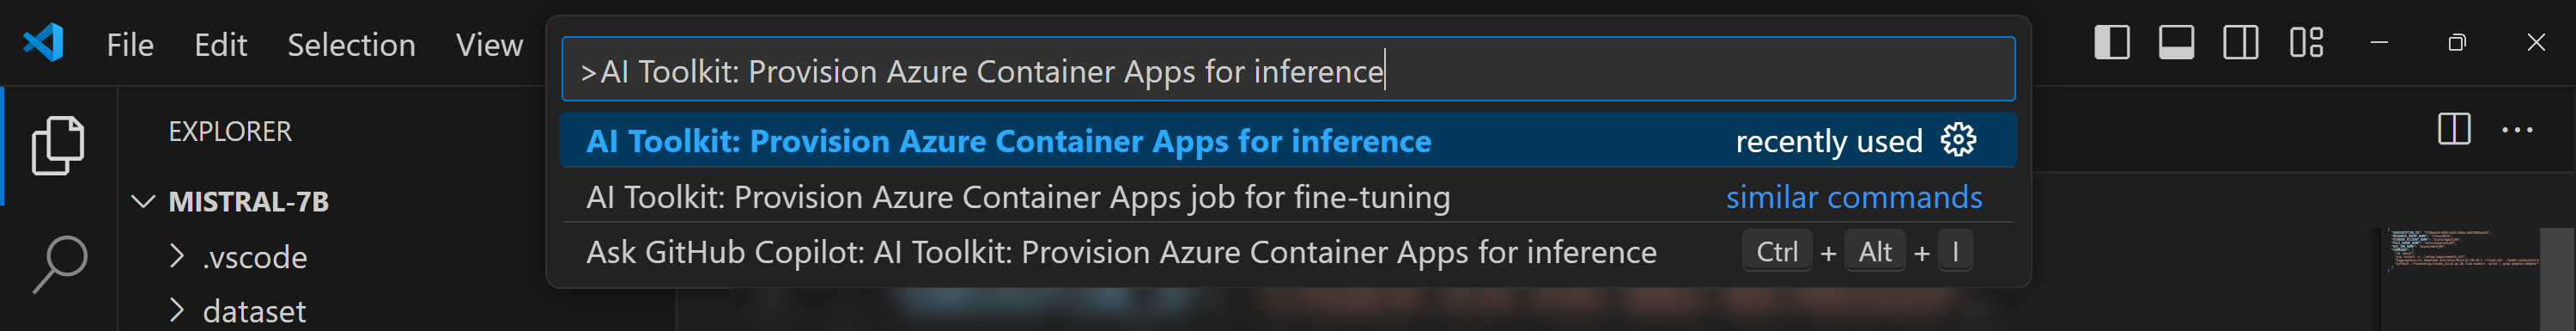 File Edit Selection View
>AI Toolkit: Provision Azure Container Apps for inference
AI Toolkit: Provision Azure Container Apps for inference recently used
AI Toolkit: Provision Azure Container Apps job for fine-tuning similar commands
Ask GitHub Copilot: AI Toolkit: Provision Azure Container Apps for inference Ctrl + Alt + I
EXPLORER
MISTRAL-7B
.vscode
dataset